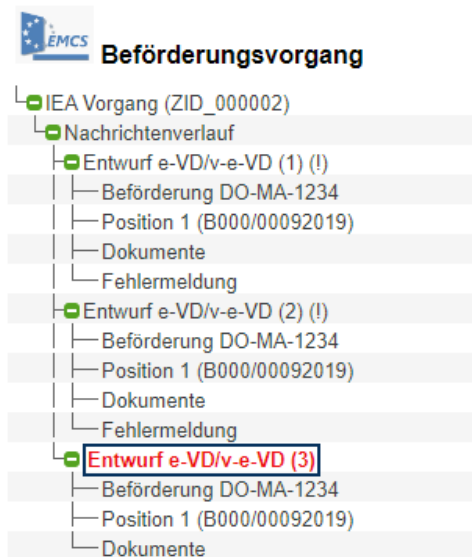 EMCS
Beförderungsvorgang
IEA Vorgang (ZID_000002)
Nachrichtenverlauf
Entwurf e-VD/v-e-VD (1) (!)
Beförderung DO-MA-1234
Position 1 (B000/00092019)
Dokumente
Fehlermeldung
Entwurf e-VD/v-e-VD (2) (!)
Beförderung DO-MA-1234
Position 1 (B000/00092019)
Dokumente
Fehlermeldung
Entwurf e-VD/v-e-VD (3)
Beförderung DO-MA-1234
Position 1 (B000/00092019)
Dokumente